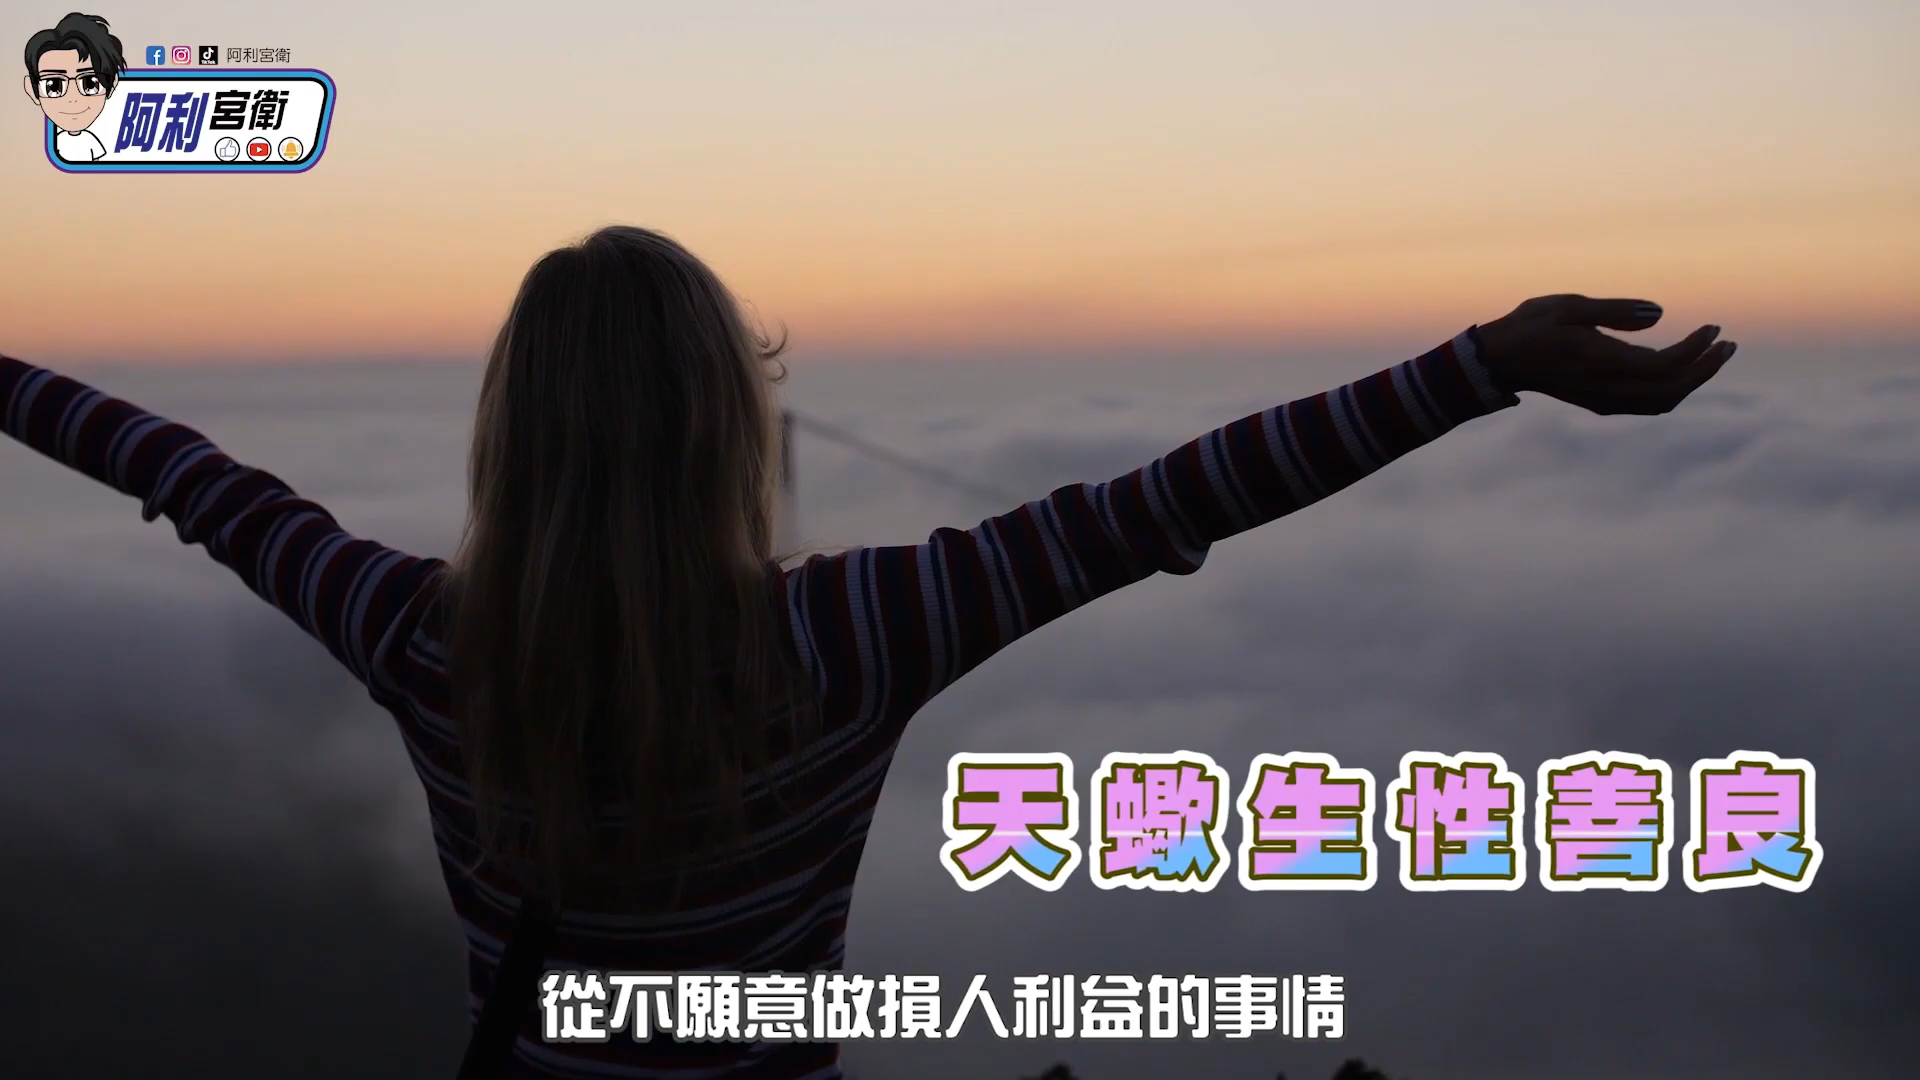 阿利宮衛
阿利宮衛
天蠍生性善良
從不願意做損人利益的事情